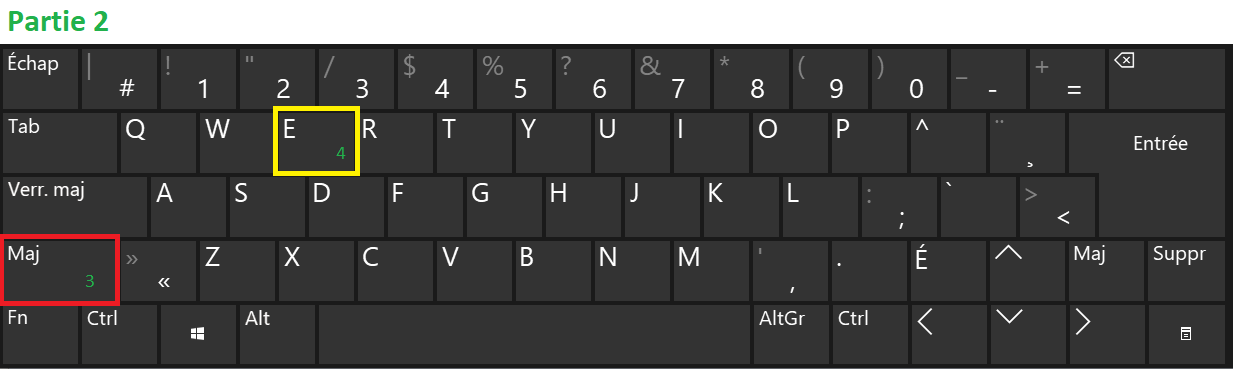 Partie 2
Échap | # ! 1 " 2 / 3 $ 4 % 5 ? 6 & 7 * 8 ( 9 ) 0 _ - + =
Tab Q W E 4 R T Y U I O P ^ ¨ ¸ Entrée
Verr. maj A S D F G H J K L : ; ` > <
Maj 3 » « Z X C V B N M ' , . É Maj Suppr
Fn Ctrl Alt AltGr Ctrl